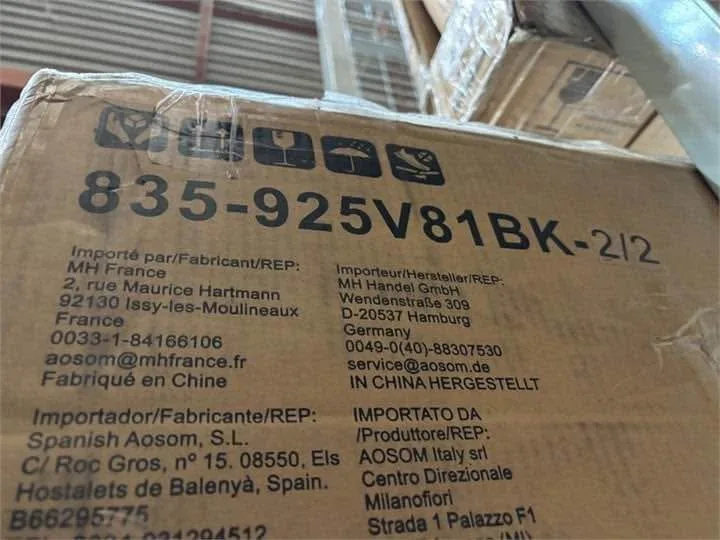 835-925V81BK-2/2
Importé par/Fabricant/REP:
MH France
2, rue Maurice Hartmann
92130 Issy-les-Moulineaux
France
0033-1-84166106
aosom@mhfrance.fr
Fabriqué en Chine
Importeur/Hersteller/REP:
MH Handel GmbH
Wendenstraße 309
D-20537 Hamburg
Germany
0049-0(40)-88307530
service@aosom.de
IN CHINA HERGESTELLT
Importador/Fabricante/REP:
Spanish Aosom, S.L.
C/ Roc Gros, nº 15. 08550, Els
Hostalets de Balenyà, Spain.
B66295775
IMPORTATO DA
/Produttore/REP:
AOSOM Italy srl
Centro Direzionale
Milanofiori
Strada 1 Palazzo F1